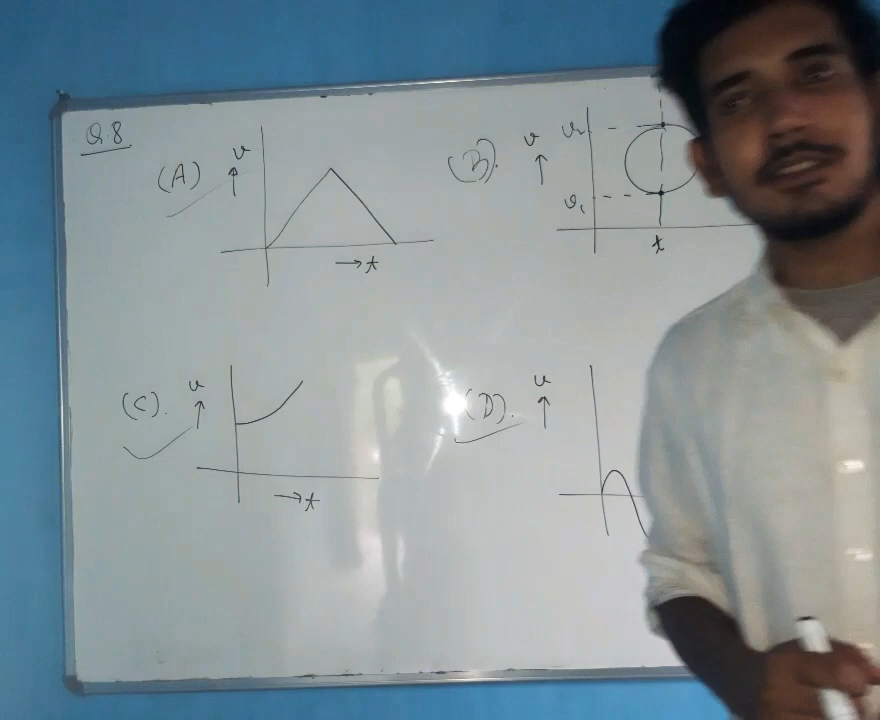 Q.8
(A) v ↑
→ t
(B). v ↑ v₂ v₁
t
(C). v ↑
→ t
(D). v ↑